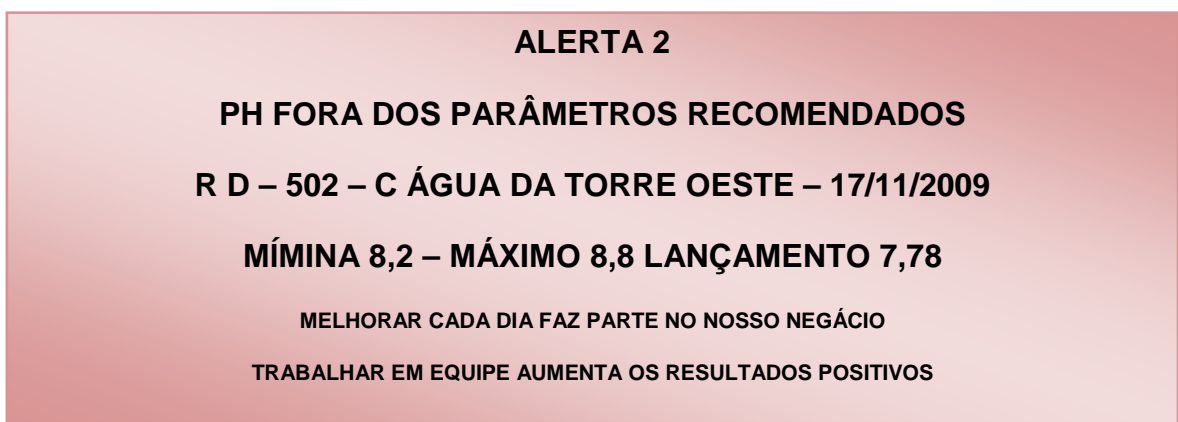 ALERTA 2
PH FORA DOS PARÂMETROS RECOMENDADOS
R D – 502 – C ÁGUA DA TORRE OESTE – 17/11/2009
MÍMINA 8,2 – MÁXIMO 8,8 LANÇAMENTO 7,78
MELHORAR CADA DIA FAZ PARTE NO NOSSO NEGÁCIO
TRABALHAR EM EQUIPE AUMENTA OS RESULTADOS POSITIVOS